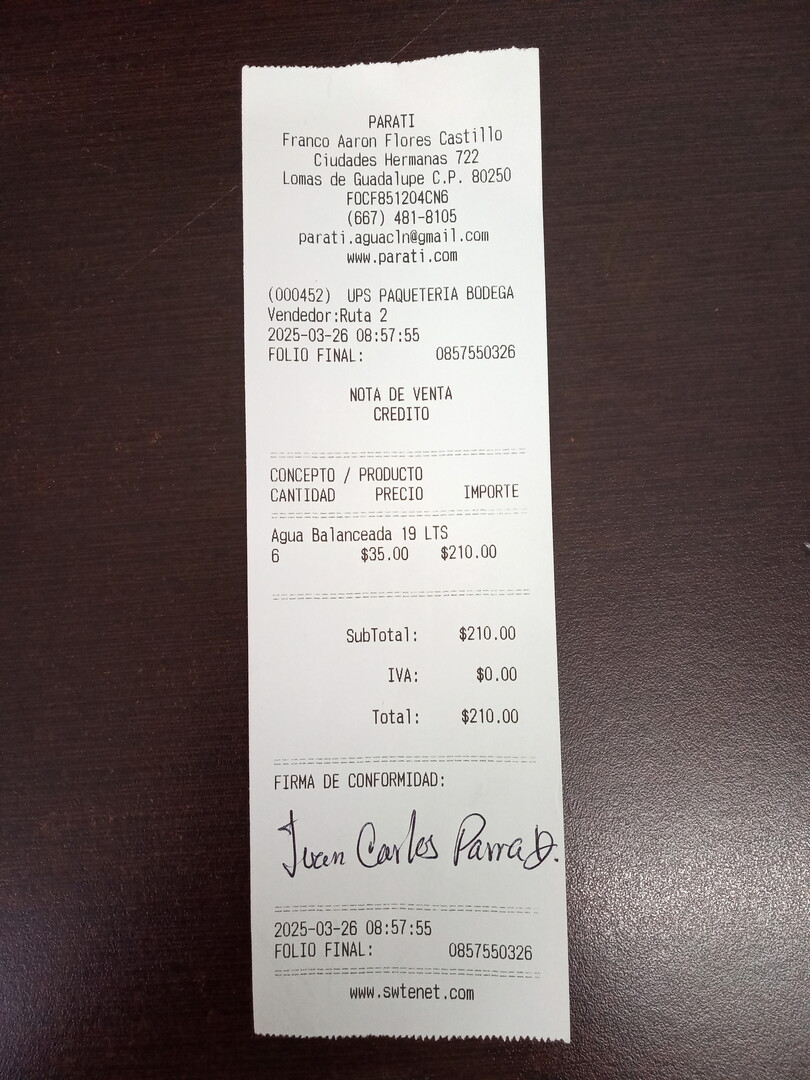 PARATI
Franco Aaron Flores Castillo
Ciudades Hermanas 722
Lomas de Guadalupe C.P. 80250
FOCF851204CN6
(667) 481-8105
parati.aguacln@gmail.com
www.parati.com
(000452) UPS PAQUETERIA BODEGA
Vendedor:Ruta 2
2025-03-26 08:57:55
FOLIO FINAL: 0857550326
NOTA DE VENTA
CREDITO
CONCEPTO / PRODUCTO
CANTIDAD PRECIO IMPORTE
Agua Balanceada 19 LTS
6 $35.00 $210.00
SubTotal: $210.00
IVA: $0.00
Total: $210.00
FIRMA DE CONFORMIDAD:
Juan Carlos Parra D.
2025-03-26 08:57:55
FOLIO FINAL: 0857550326
www.swtenet.com